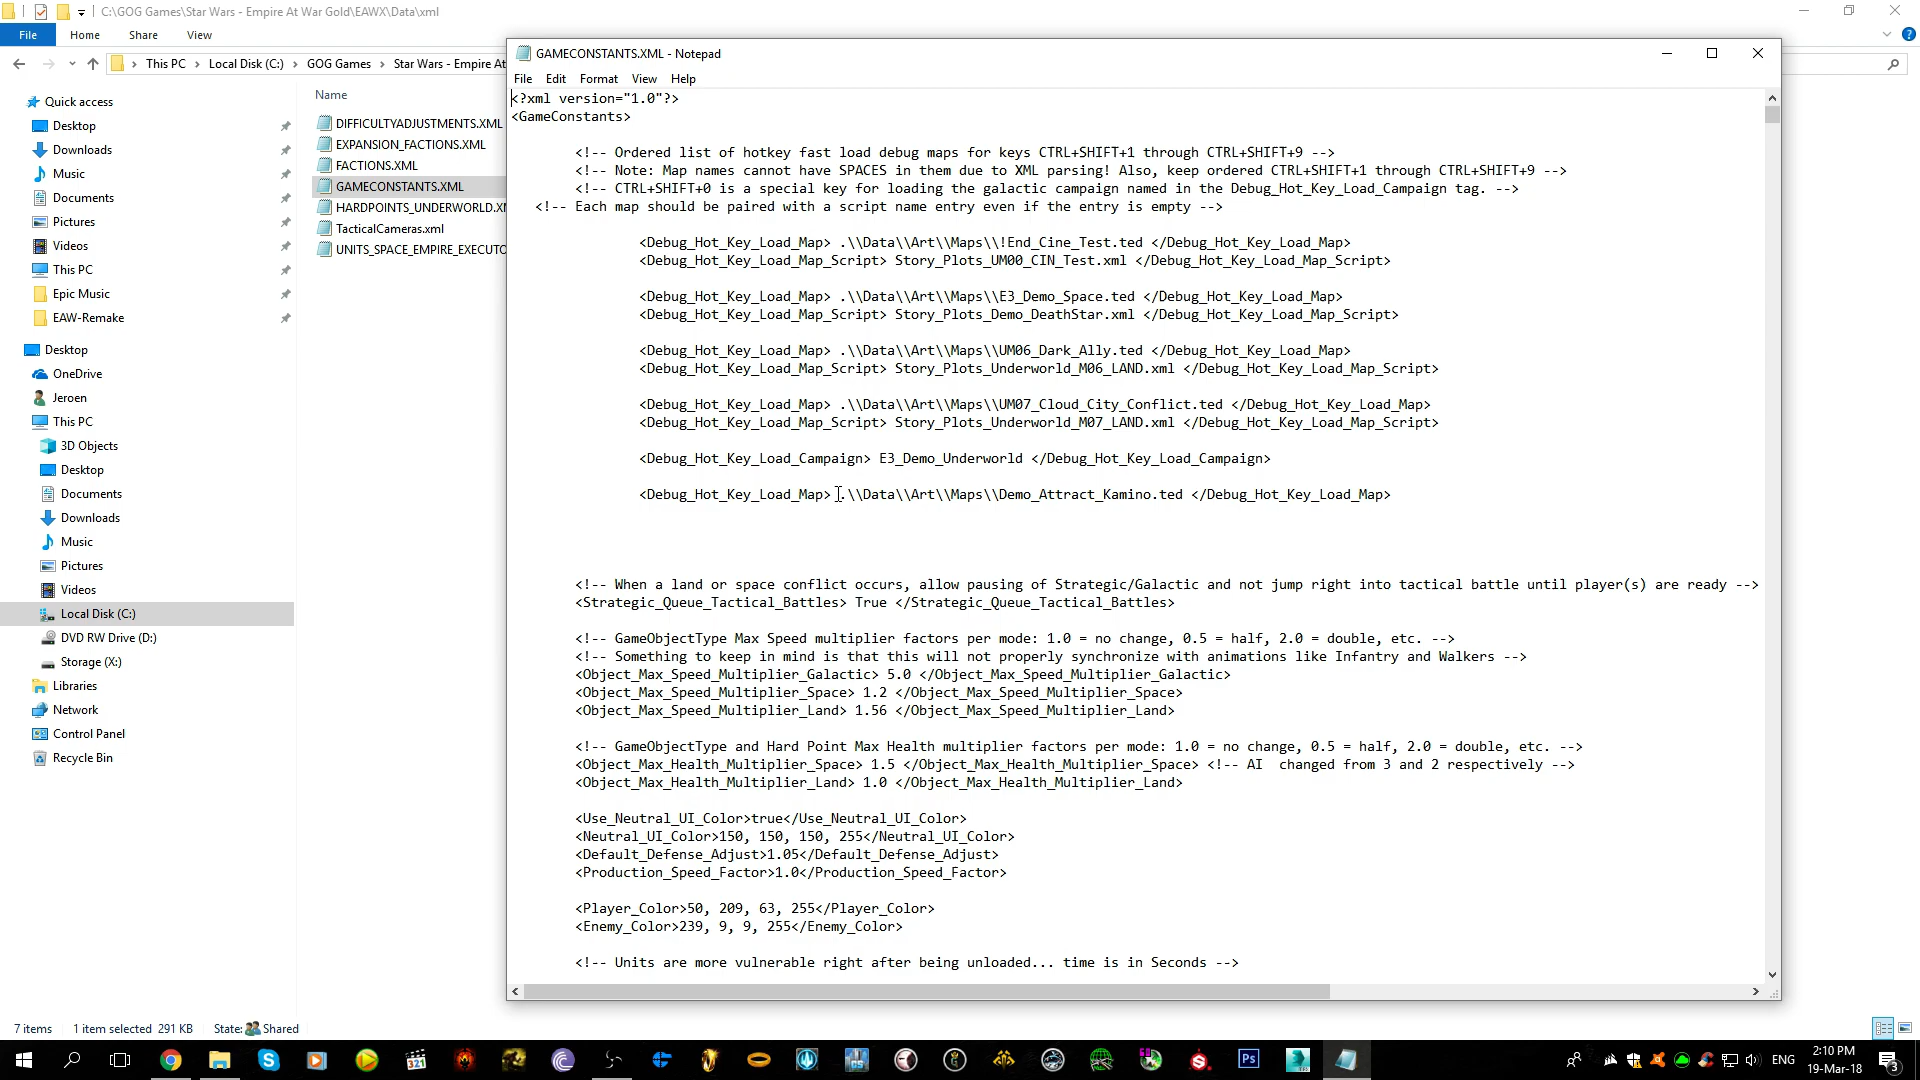 C:\GOG Games\Star Wars - Empire At War Gold\EAWX\Data\xml
File Home Share View
This PC Local Disk (C:) GOG Games Star Wars - Empire At
Quick access
Desktop
Downloads
Music
Documents
Pictures
Videos
This PC
Epic Music
EAW-Remake
Desktop
OneDrive
Jeroen
This PC
3D Objects
Desktop
Documents
Downloads
Music
Pictures
Videos
Local Disk (C:)
DVD RW Drive (D:)
Storage (X:)
Libraries
Network
Control Panel
Recycle Bin
Name
DIFFICULTYADJUSTMENTS.XML
EXPANSION_FACTIONS.XML
FACTIONS.XML
GAMECONSTANTS.XML
HARDPOINTS_UNDERWORLD.XM
TacticalCameras.xml
UNITS_SPACE_EMPIRE_EXECUTO
GAMECONSTANTS.XML - Notepad
File Edit Format View Help
<?xml version="1.0"?>
<GameConstants>
<!-- Ordered list of hotkey fast load debug maps for keys CTRL+SHIFT+1 through CTRL+SHIFT+9 -->
<!-- Note: Map names cannot have SPACES in them due to XML parsing! Also, keep ordered CTRL+SHIFT+1 through CTRL+SHIFT+9 -->
<!-- CTRL+SHIFT+0 is a special key for loading the galactic campaign named in the Debug_Hot_Key_Load_Campaign tag. -->
<!-- Each map should be paired with a script name entry even if the entry is empty -->
<Debug_Hot_Key_Load_Map> .\\Data\\Art\\Maps\\!End_Cine_Test.ted </Debug_Hot_Key_Load_Map>
<Debug_Hot_Key_Load_Map_Script> Story_Plots_UM00_CIN_Test.xml </Debug_Hot_Key_Load_Map_Script>
<Debug_Hot_Key_Load_Map> .\\Data\\Art\\Maps\\E3_Demo_Space.ted </Debug_Hot_Key_Load_Map>
<Debug_Hot_Key_Load_Map_Script> Story_Plots_Demo_DeathStar.xml </Debug_Hot_Key_Load_Map_Script>
<Debug_Hot_Key_Load_Map> .\\Data\\Art\\Maps\\UM06_Dark_Ally.ted </Debug_Hot_Key_Load_Map>
<Debug_Hot_Key_Load_Map_Script> Story_Plots_Underworld_M06_LAND.xml </Debug_Hot_Key_Load_Map_Script>
<Debug_Hot_Key_Load_Map> .\\Data\\Art\\Maps\\UM07_Cloud_City_Conflict.ted </Debug_Hot_Key_Load_Map>
<Debug_Hot_Key_Load_Map_Script> Story_Plots_Underworld_M07_LAND.xml </Debug_Hot_Key_Load_Map_Script>
<Debug_Hot_Key_Load_Campaign> E3_Demo_Underworld </Debug_Hot_Key_Load_Campaign>
<Debug_Hot_Key_Load_Map> .\\Data\\Art\\Maps\\Demo_Attract_Kamino.ted </Debug_Hot_Key_Load_Map>
<!-- When a land or space conflict occurs, allow pausing of Strategic/Galactic and not jump right into tactical battle until player(s) are ready -->
<Strategic_Queue_Tactical_Battles> True </Strategic_Queue_Tactical_Battles>
<!-- GameObjectType Max Speed multiplier factors per mode: 1.0 = no change, 0.5 = half, 2.0 = double, etc. -->
<!-- Something to keep in mind is that this will not properly synchronize with animations like Infantry and Walkers -->
<Object_Max_Speed_Multiplier_Galactic> 5.0 </Object_Max_Speed_Multiplier_Galactic>
<Object_Max_Speed_Multiplier_Space> 1.2 </Object_Max_Speed_Multiplier_Space>
<Object_Max_Speed_Multiplier_Land> 1.56 </Object_Max_Speed_Multiplier_Land>
<!-- GameObjectType and Hard Point Max Health multiplier factors per mode: 1.0 = no change, 0.5 = half, 2.0 = double, etc. -->
<Object_Max_Health_Multiplier_Space> 1.5 </Object_Max_Health_Multiplier_Space> <!-- AI  changed from 3 and 2 respectively -->
<Object_Max_Health_Multiplier_Land> 1.0 </Object_Max_Health_Multiplier_Land>
<Use_Neutral_UI_Color>true</Use_Neutral_UI_Color>
<Neutral_UI_Color>150, 150, 150, 255</Neutral_UI_Color>
<Default_Defense_Adjust>1.05</Default_Defense_Adjust>
<Production_Speed_Factor>1.0</Production_Speed_Factor>
<Player_Color>50, 209, 63, 255</Player_Color>
<Enemy_Color>239, 9, 9, 255</Enemy_Color>
<!-- Units are more vulnerable right after being unloaded... time is in Seconds -->
7 items 1 item selected 291 KB State: Shared
321
Ps
ENG
2:10 PM
19-Mar-18
3